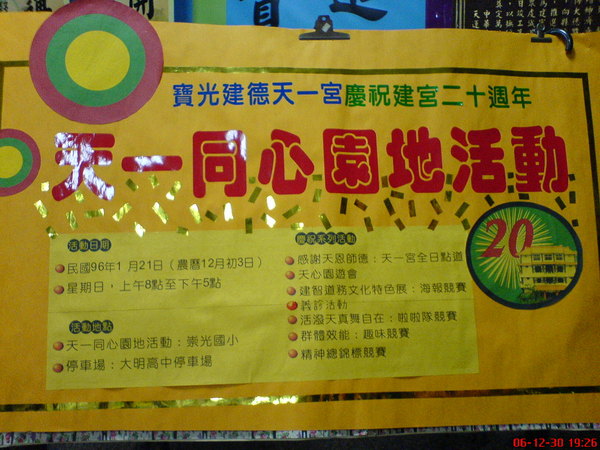 寶光建德天一宮慶祝建宮二十週年
天一同心園地活動
活動日期
民國96年1月21日（農曆12月初3日）
星期日，上午8點至下午5點
活動地點
天一同心園地活動：崇光國小
停車場：大明高中停車場
慶祝系列活動
感謝天恩師德：天一宮全日點道
天心園遊會
建智道務文化特色展：海報競賽
義診活動
活潑天真舞自在：啦啦隊競賽
群體效能：趣味競賽
精神總錦標競賽
20
06-12-30 19:26